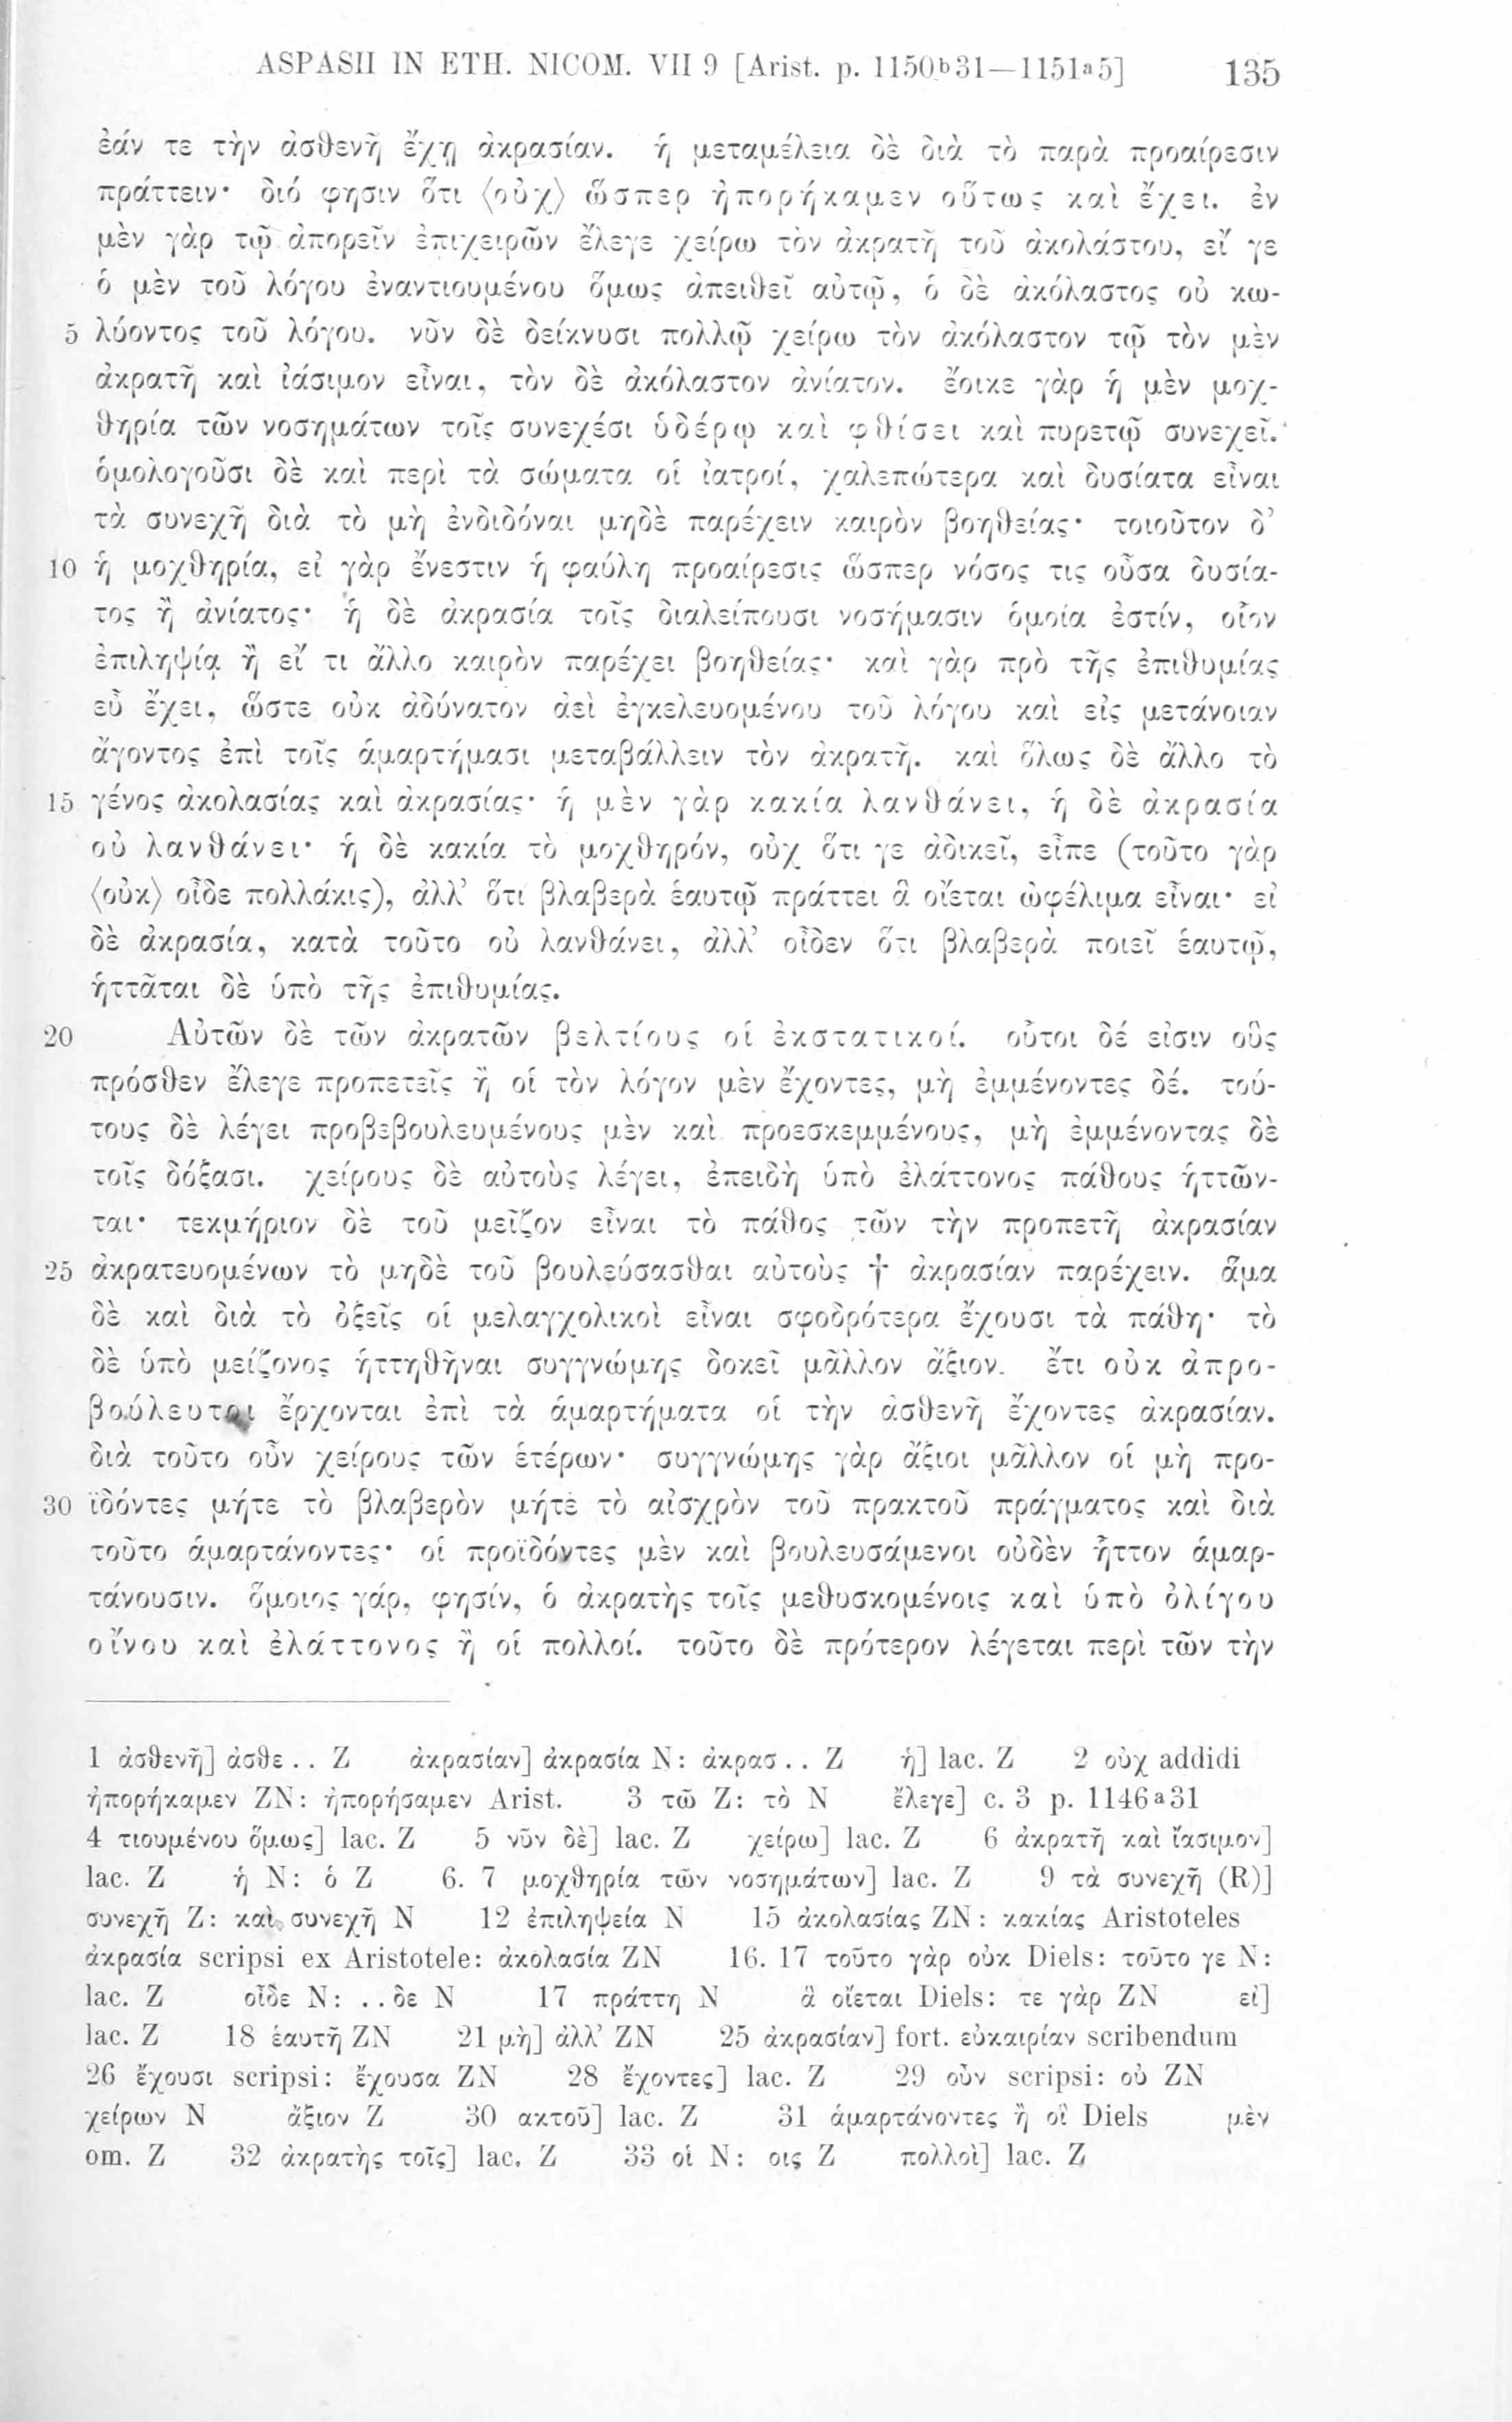 ASPASII IN ETH. NICOM. VII 9 [Arist. p. 1150b31—1151a5] 135
ἐάν τε τὴν ἀσθενῆ ἔχῃ ἀκρασίαν. ἡ μεταμέλεια δὲ διὰ τὸ παρὰ προαίρεσιν
πράττειν· διό φησιν ὅτι ⟨οὐχ⟩ ὥσπερ ἠπορήκαμεν οὕτως καὶ ἔχει. ἐν
μὲν γὰρ τῷ ἀπορεῖν ἐπιχειρῶν ἔλεγε χείρω τὸν ἀκρατῆ τοῦ ἀκολάστου, εἴ γε
ὁ μὲν τοῦ λόγου ἐναντιουμένου ὅμως ἀπειθεῖ αὐτῷ, ὁ δὲ ἀκόλαστος οὐ κω-
5 λύοντος τοῦ λόγου. νῦν δὲ δείκνυσι πολλῷ χείρω τὸν ἀκόλαστον τῷ τὸν μὲν
ἀκρατῆ καὶ ἰάσιμον εἶναι, τὸν δὲ ἀκόλαστον ἀνίατον. ἔοικε γὰρ ἡ μὲν μοχ-
θηρία τῶν νοσημάτων τοῖς συνεχέσι ὑδέρῳ καὶ φθίσει καὶ πυρετῷ συνεχεῖ.
ὁμολογοῦσι δὲ καὶ περὶ τὰ σώματα οἱ ἰατροί, χαλεπώτερα καὶ δυσίατα εἶναι
τὰ συνεχῆ διὰ τὸ μὴ ἐνδιδόναι μηδὲ παρέχειν καιρὸν βοηθείας· τοιοῦτον δ’
10 ἡ μοχθηρία, εἰ γὰρ ἔνεστιν ἡ φαύλη προαίρεσις ὥσπερ νόσος τις οὖσα δυσία-
τος ἢ ἀνίατος· ἡ δὲ ἀκρασία τοῖς διαλείπουσι νοσήμασιν ὁμοία ἐστίν, οἷον
ἐπιληψίᾳ ἢ εἴ τι ἄλλο καιρὸν παρέχει βοηθείας· καὶ γὰρ πρὸ τῆς ἐπιθυμίας
εὖ ἔχει, ὥστε οὐκ ἀδύνατον ἀεὶ ἐγκελευομένου τοῦ λόγου καὶ εἰς μετάνοιαν
ἄγοντος ἐπὶ τοῖς ἁμαρτήμασι μεταβάλλειν τὸν ἀκρατῆ. καὶ ὅλως δὲ ἄλλο τὸ
15 γένος ἀκολασίας καὶ ἀκρασίας· ἡ μὲν γὰρ κακία λανθάνει, ἡ δὲ ἀκρασία
οὐ λανθάνει· ἡ δὲ κακία τὸ μοχθηρόν, οὐχ ὅτι γε ἀδικεῖ, εἶπε (τοῦτο γὰρ
⟨οὐκ⟩ οἶδε πολλάκις), ἀλλ’ ὅτι βλαβερὰ ἑαυτῷ πράττει ἃ οἴεται ὠφέλιμα εἶναι· εἰ
δὲ ἀκρασία, κατὰ τοῦτο οὐ λανθάνει, ἀλλ’ οἶδεν ὅτι βλαβερὰ ποιεῖ ἑαυτῷ,
ἡττᾶται δὲ ὑπὸ τῆς ἐπιθυμίας.
20 Αὐτῶν δὲ τῶν ἀκρατῶν βελτίους οἱ ἐκστατικοί. οὗτοι δέ εἰσιν οὓς
πρόσθεν ἔλεγε προπετεῖς ἢ οἱ τὸν λόγον μὲν ἔχοντες, μὴ ἐμμένοντες δέ. τού-
τους δὲ λέγει προβεβουλευμένους μὲν καὶ προεσκεμμένους, μὴ ἐμμένοντας δὲ
τοῖς δόξασι. χείρους δὲ αὐτοὺς λέγει, ἐπειδὴ ὑπὸ ἐλάττονος πάθους ἡττῶν-
ται· τεκμήριον δὲ τοῦ μεῖζον εἶναι τὸ πάθος τῶν τὴν προπετῆ ἀκρασίαν
25 ἀκρατευομένων τὸ μηδὲ τοῦ βουλεύσασθαι αὐτοὺς † ἀκρασίαν παρέχειν. ἅμα
δὲ καὶ διὰ τὸ ὀξεῖς οἱ μελαγχολικοὶ εἶναι σφοδρότερα ἔχουσι τὰ πάθη· τὸ
δὲ ὑπὸ μείζονος ἡττηθῆναι συγγνώμης δοκεῖ μᾶλλον ἄξιον. ἔτι οὐκ ἀπρο-
βούλευτοι ἔρχονται ἐπὶ τὰ ἁμαρτήματα οἱ τὴν ἀσθενῆ ἔχοντες ἀκρασίαν.
διὰ τοῦτο οὖν χείρους τῶν ἑτέρων· συγγνώμης γὰρ ἄξιοι μᾶλλον οἱ μὴ προ-
30 ϊδόντες μήτε τὸ βλαβερὸν μήτε τὸ αἰσχρὸν τοῦ πρακτοῦ πράγματος καὶ διὰ
τοῦτο ἁμαρτάνοντες· οἱ προϊδόντες μὲν καὶ βουλευσάμενοι οὐδὲν ἧττον ἁμαρ-
τάνουσιν. ὅμοιος γάρ, φησίν, ὁ ἀκρατὴς τοῖς μεθυσκομένοις καὶ ὑπὸ ὀλίγου
οἴνου καὶ ἐλάττονος ἢ οἱ πολλοί. τοῦτο δὲ πρότερον λέγεται περὶ τῶν τὴν
1 ἀσθενῆ] ἀσθε.. Z ἀκρασίαν] ἀκρασία N: ἀκρασ.. Z ἡ] lac. Z 2 οὐχ addidi
ἠπορήκαμεν ZN: ἠπορήσαμεν Arist. 3 τῶ Z: τὸ N ἔλεγε] c. 3 p. 1146a31
4 τιουμένου ὅμως] lac. Z 5 νῦν δὲ] lac. Z χείρω] lac. Z 6 ἀκρατῆ καὶ ἴασιμον]
lac. Z ἡ N: ὁ Z 6. 7 μοχθηρία τῶν νοσημάτων] lac. Z 9 τὰ συνεχῆ (R)]
συνεχῆ Z: καὶ συνεχῆ N 12 ἐπιληψεία N 15 ἀκολασίας ZN: κακίας Aristoteles
ἀκρασία scripsi ex Aristotele: ἀκολασία ZN 16. 17 τοῦτο γὰρ οὐκ Diels: τοῦτο γε N:
lac. Z οἶδε N: ..δε N 17 πράττη N ἃ οἴεται Diels: τε γὰρ ZN εἰ]
lac. Z 18 ἑαυτῆ ZN 21 μὴ] ἀλλ’ ZN 25 ἀκρασίαν] fort. εὐκαιρίαν scribendum
26 ἔχουσι scripsi: ἔχουσα ZN 28 ἔχοντες] lac. Z 29 οὖν scripsi: οὐ ZN
χείρων N ἄξιον Z 30 ακτοῦ] lac. Z 31 ἁμαρτάνοντες ἢ οἳ Diels μὲν
om. Z 32 ἀκρατὴς τοῖς] lac. Z 33 οἱ N: οις Z πολλοὶ] lac. Z